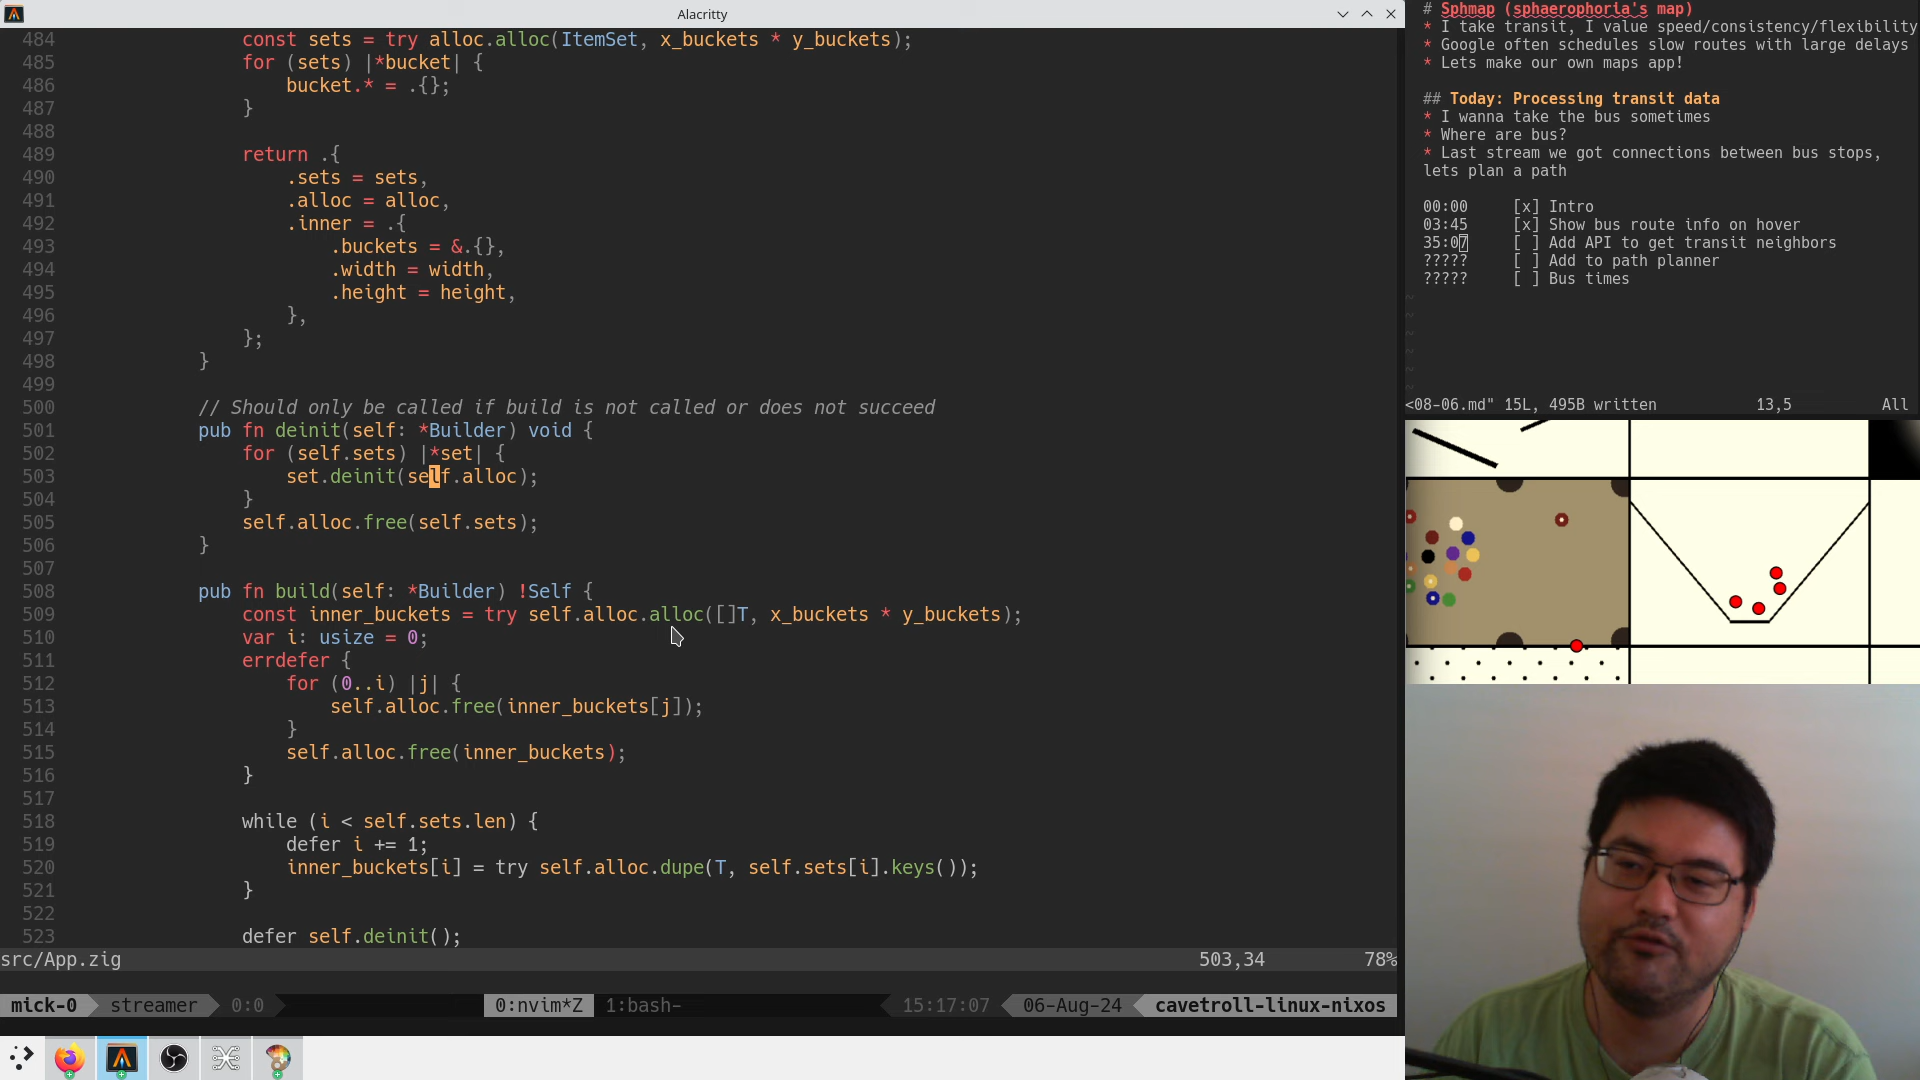 Alacritty
484 const sets = try alloc.alloc(ItemSet, x_buckets * y_buckets);
485 for (sets) |*bucket| {
486 bucket.* = .{};
487 }
488
489 return .{
490 .sets = sets,
491 .alloc = alloc,
492 .inner = .{
493 .buckets = &.{},
494 .width = width,
495 .height = height,
496 },
497 };
498 }
499
500 // Should only be called if build is not called or does not succeed
501 pub fn deinit(self: *Builder) void {
502 for (self.sets) |*set| {
503 set.deinit(self.alloc);
504 }
505 self.alloc.free(self.sets);
506 }
507
508 pub fn build(self: *Builder) !Self {
509 const inner_buckets = try self.alloc.alloc([]T, x_buckets * y_buckets);
510 var i: usize = 0;
511 errdefer {
512 for (0..i) |j| {
513 self.alloc.free(inner_buckets[j]);
514 }
515 self.alloc.free(inner_buckets);
516 }
517
518 while (i < self.sets.len) {
519 defer i += 1;
520 inner_buckets[i] = try self.alloc.dupe(T, self.sets[i].keys());
521 }
522
523 defer self.deinit();
src/App.zig 503,34 78%
mick-0 streamer 0:0 0:nvim*Z 1:bash- 15:17:07 06-Aug-24 cavetroll-linux-nixos
# Sphmap (sphaerophoria's map)
* I take transit, I value speed/consistency/flexibility
* Google often schedules slow routes with large delays
* Lets make our own maps app!
## Today: Processing transit data
* I wanna take the bus sometimes
* Where are bus?
* Last stream we got connections between bus stops,
lets plan a path
00:00 [x] Intro
03:45 [x] Show bus route info on hover
35:07 [ ] Add API to get transit neighbors
????? [ ] Add to path planner
????? [ ] Bus times
~
~
~
~
~
~
<08-06.md" 15L, 495B written 13,5 All